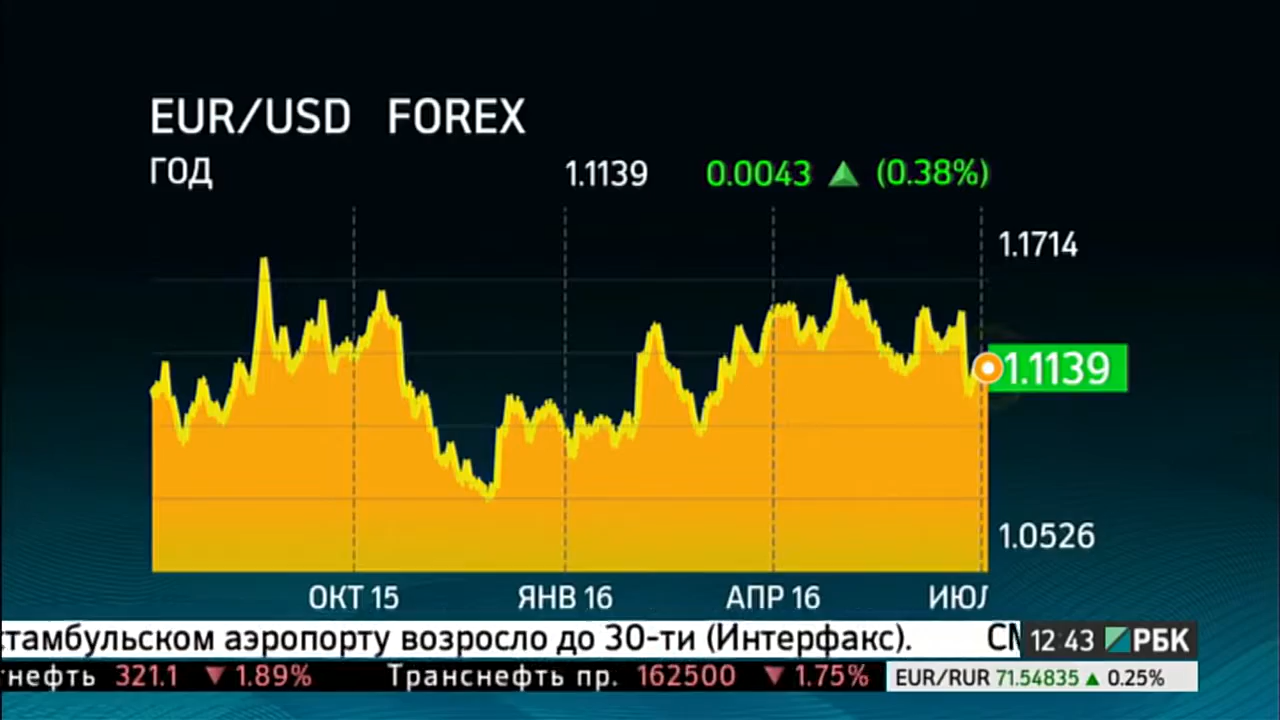 EUR/USD FOREX
ГОД 1.1139 0.0043 ▲ (0.38%)
1.1714
1.1139
1.0526
ОКТ 15 ЯНВ 16 АПР 16 ИЮЛ
аэропорту возросло до 30-ти (Интерфакс).
12 43 РБК
321.1 ▼ 1.89% Транснефть пр. 162500 ▼ 1.75% EUR/RUR 71.54835 ▲ 0.25%